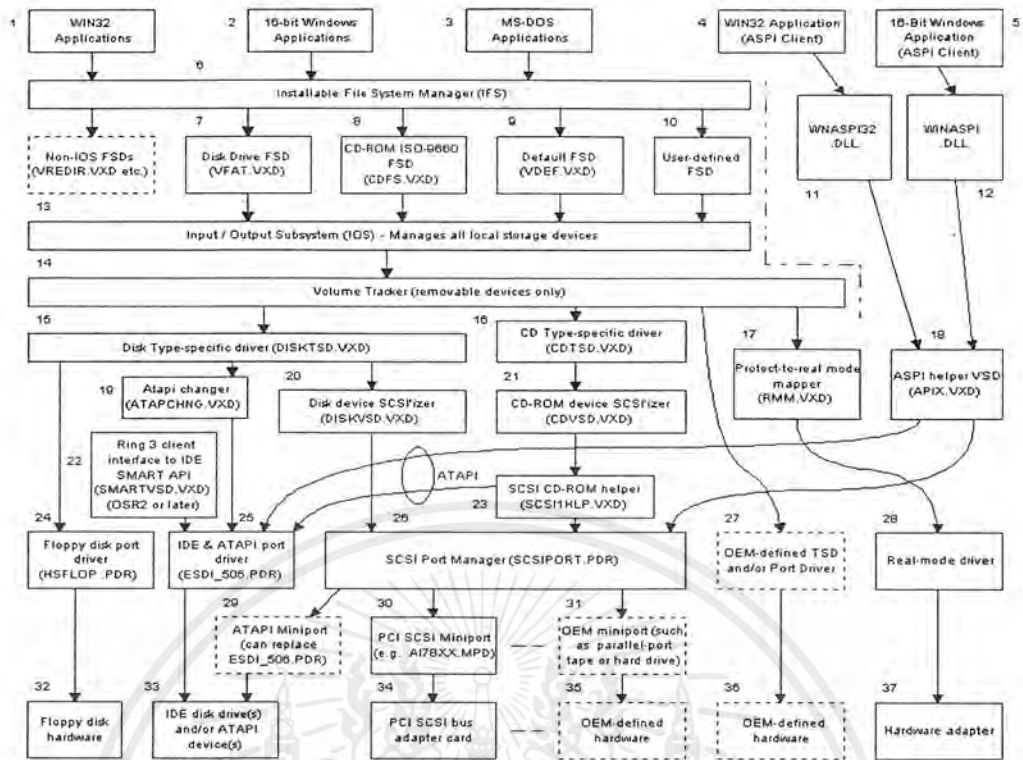 1
WIN32
Applications
2
16-bit Windows
Applications
3
MS-DOS
Applications
4
WIN32 Application
(ASPI Client)
16-Bit Windows
Application
(ASPI Client)
5
6
Installable File System Manager (IFS)
7
8
9
10
Non-IOS FSDs
(VREDIR.VXD etc.)
Disk Drive FSD
(VFAT.VXD)
CD-ROM ISO-9660
FSD
(CDFS.VXD)
Default FSD
(VDEF.VXD)
User-defined
FSD
WNASPI32
.DLL
WINASPI
.DLL
11
12
13
Input / Output Subsystem (IOS) - Manages all local storage devices
14
Volume Tracker (removable devices only)
15
Disk Type-specific driver (DISKTSD.VXD)
16
CD Type-specific driver
(CDTSD.VXD)
17
Protect-to-real mode
mapper
(RMM.VXD)
18
ASPI helper VSD
(APIX.VXD)
19
Atapi changer
(ATAPCHNG.VXD)
20
Disk device SCSI'izer
(DISKVSD.VXD)
21
CD-ROM device SCSI'izer
(CDVSD.VXD)
22
Ring 3 client
interface to IDE
SMART API
(SMARTVSD.VXD)
(OSR2 or later)
ATAPI
23
SCSI CD-ROM helper
(SCSI1HLP.VXD)
24
Floppy disk port
driver
(HSFLOP .PDR)
25
IDE & ATAPI port
driver
(ESDI_506.PDR)
26
SCSI Port Manager (SCSIPORT.PDR)
27
OEM-defined TSD
and/or Port Driver
28
Real-mode driver
29
ATAPI Miniport
(can replace
ESDI_506.PDR)
30
PCI SCSI Miniport
(e.g. AI78XX.MPD)
31
OEM miniport (such
as parallel-port
tape or hard drive)
32
Floppy disk
hardware
33
IDE disk drive(s)
and/or ATAPI
device(s)
34
PCI SCSI bus
adapter card
35
OEM-defined
hardware
36
OEM-defined
hardware
37
Hardware adapter